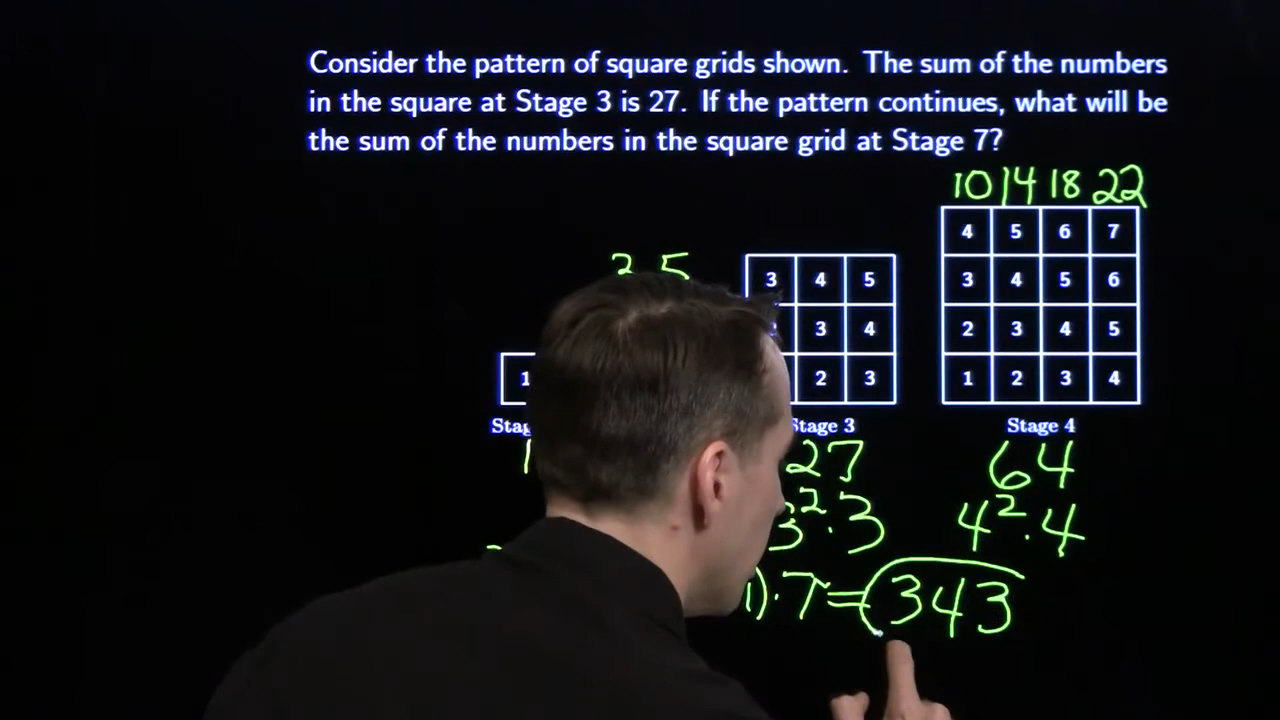 Consider the pattern of square grids shown. The sum of the numbers
in the square at Stage 3 is 27. If the pattern continues, what will be
the sum of the numbers in the square grid at Stage 7?
10 14 18 22
4 5 6 7
5
3 4 5
3 4 5 6
3 4
2 3 4 5
1
2 3
1 2 3 4
Stage 3
Stage 4
27
64
3².3
4².4
1).7=343